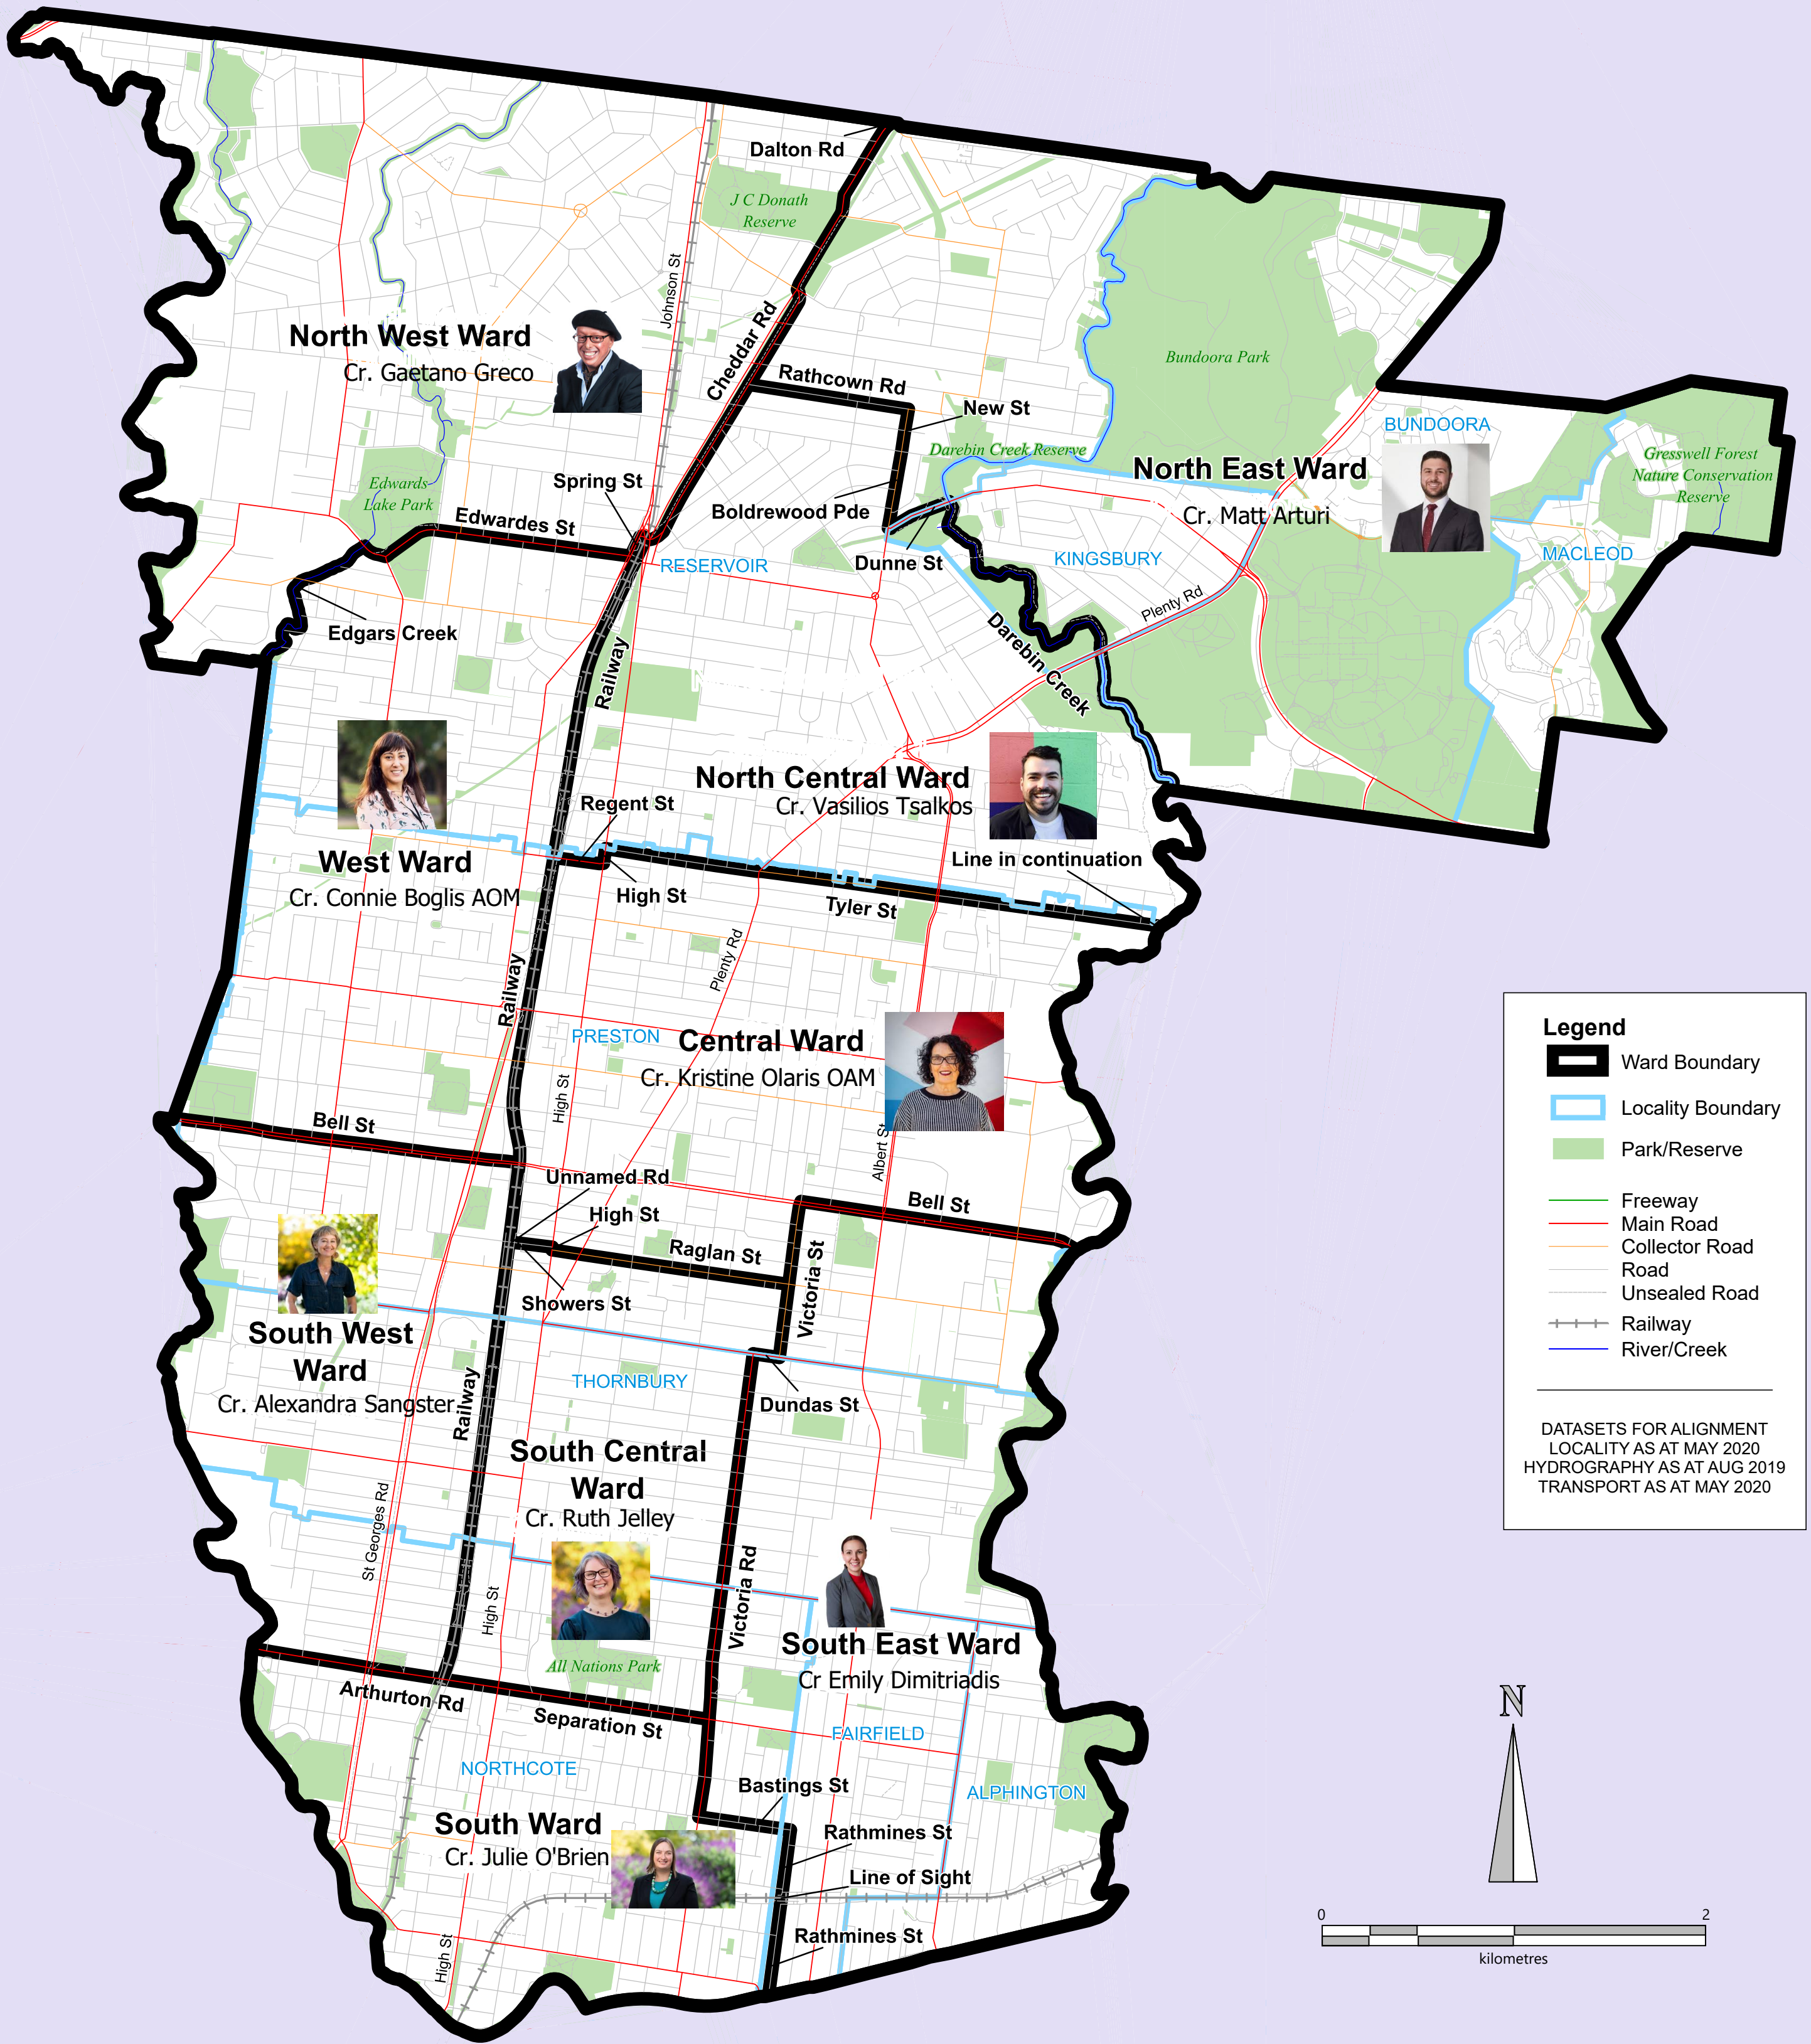 Dalton Rd
J C Donath
Reserve
Johnson St
North West Ward
Cr. Gaetano Greco
Cheddar Rd
Rathcown Rd
New St
Bundoora Park
BUNDOORA
Darebin Creek Reserve
North East Ward
Cr. Matt Arturi
Gresswell Forest
Nature Conservation
Reserve
Edwards
Lake Park
Spring St
Edwardes St
Boldrewood Pde
RESERVOIR
Dunne St
KINGSBURY
MACLEOD
Plenty Rd
Edgars Creek
Railway
Darebin Creek
North Central Ward
Cr. Vasilios Tsalkos
Regent St
West Ward
Cr. Connie Boglis AOM
High St
Line in continuation
Tyler St
Plenty Rd
Railway
PRESTON
Central Ward
Cr. Kristine Olaris OAM
High St
Albert St
Bell St
Unnamed Rd
High St
Raglan St
Victoria St
Bell St
Showers St
South West
Ward
Cr. Alexandra Sangster
Railway
THORNBURY
Dundas St
South Central
Ward
Cr. Ruth Jelley
St Georges Rd
High St
Victoria Rd
South East Ward
Cr Emily Dimitriadis
All Nations Park
Arthurton Rd
Separation St
FAIRFIELD
NORTHCOTE
ALPHINGTON
Bastings St
South Ward
Cr. Julie O'Brien
Rathmines St
Line of Sight
Rathmines St
High St
Legend
Ward Boundary
Locality Boundary
Park/Reserve
Freeway
Main Road
Collector Road
Road
Unsealed Road
Railway
River/Creek
DATASETS FOR ALIGNMENT
LOCALITY AS AT MAY 2020
HYDROGRAPHY AS AT AUG 2019
TRANSPORT AS AT MAY 2020
N
0 2
kilometres